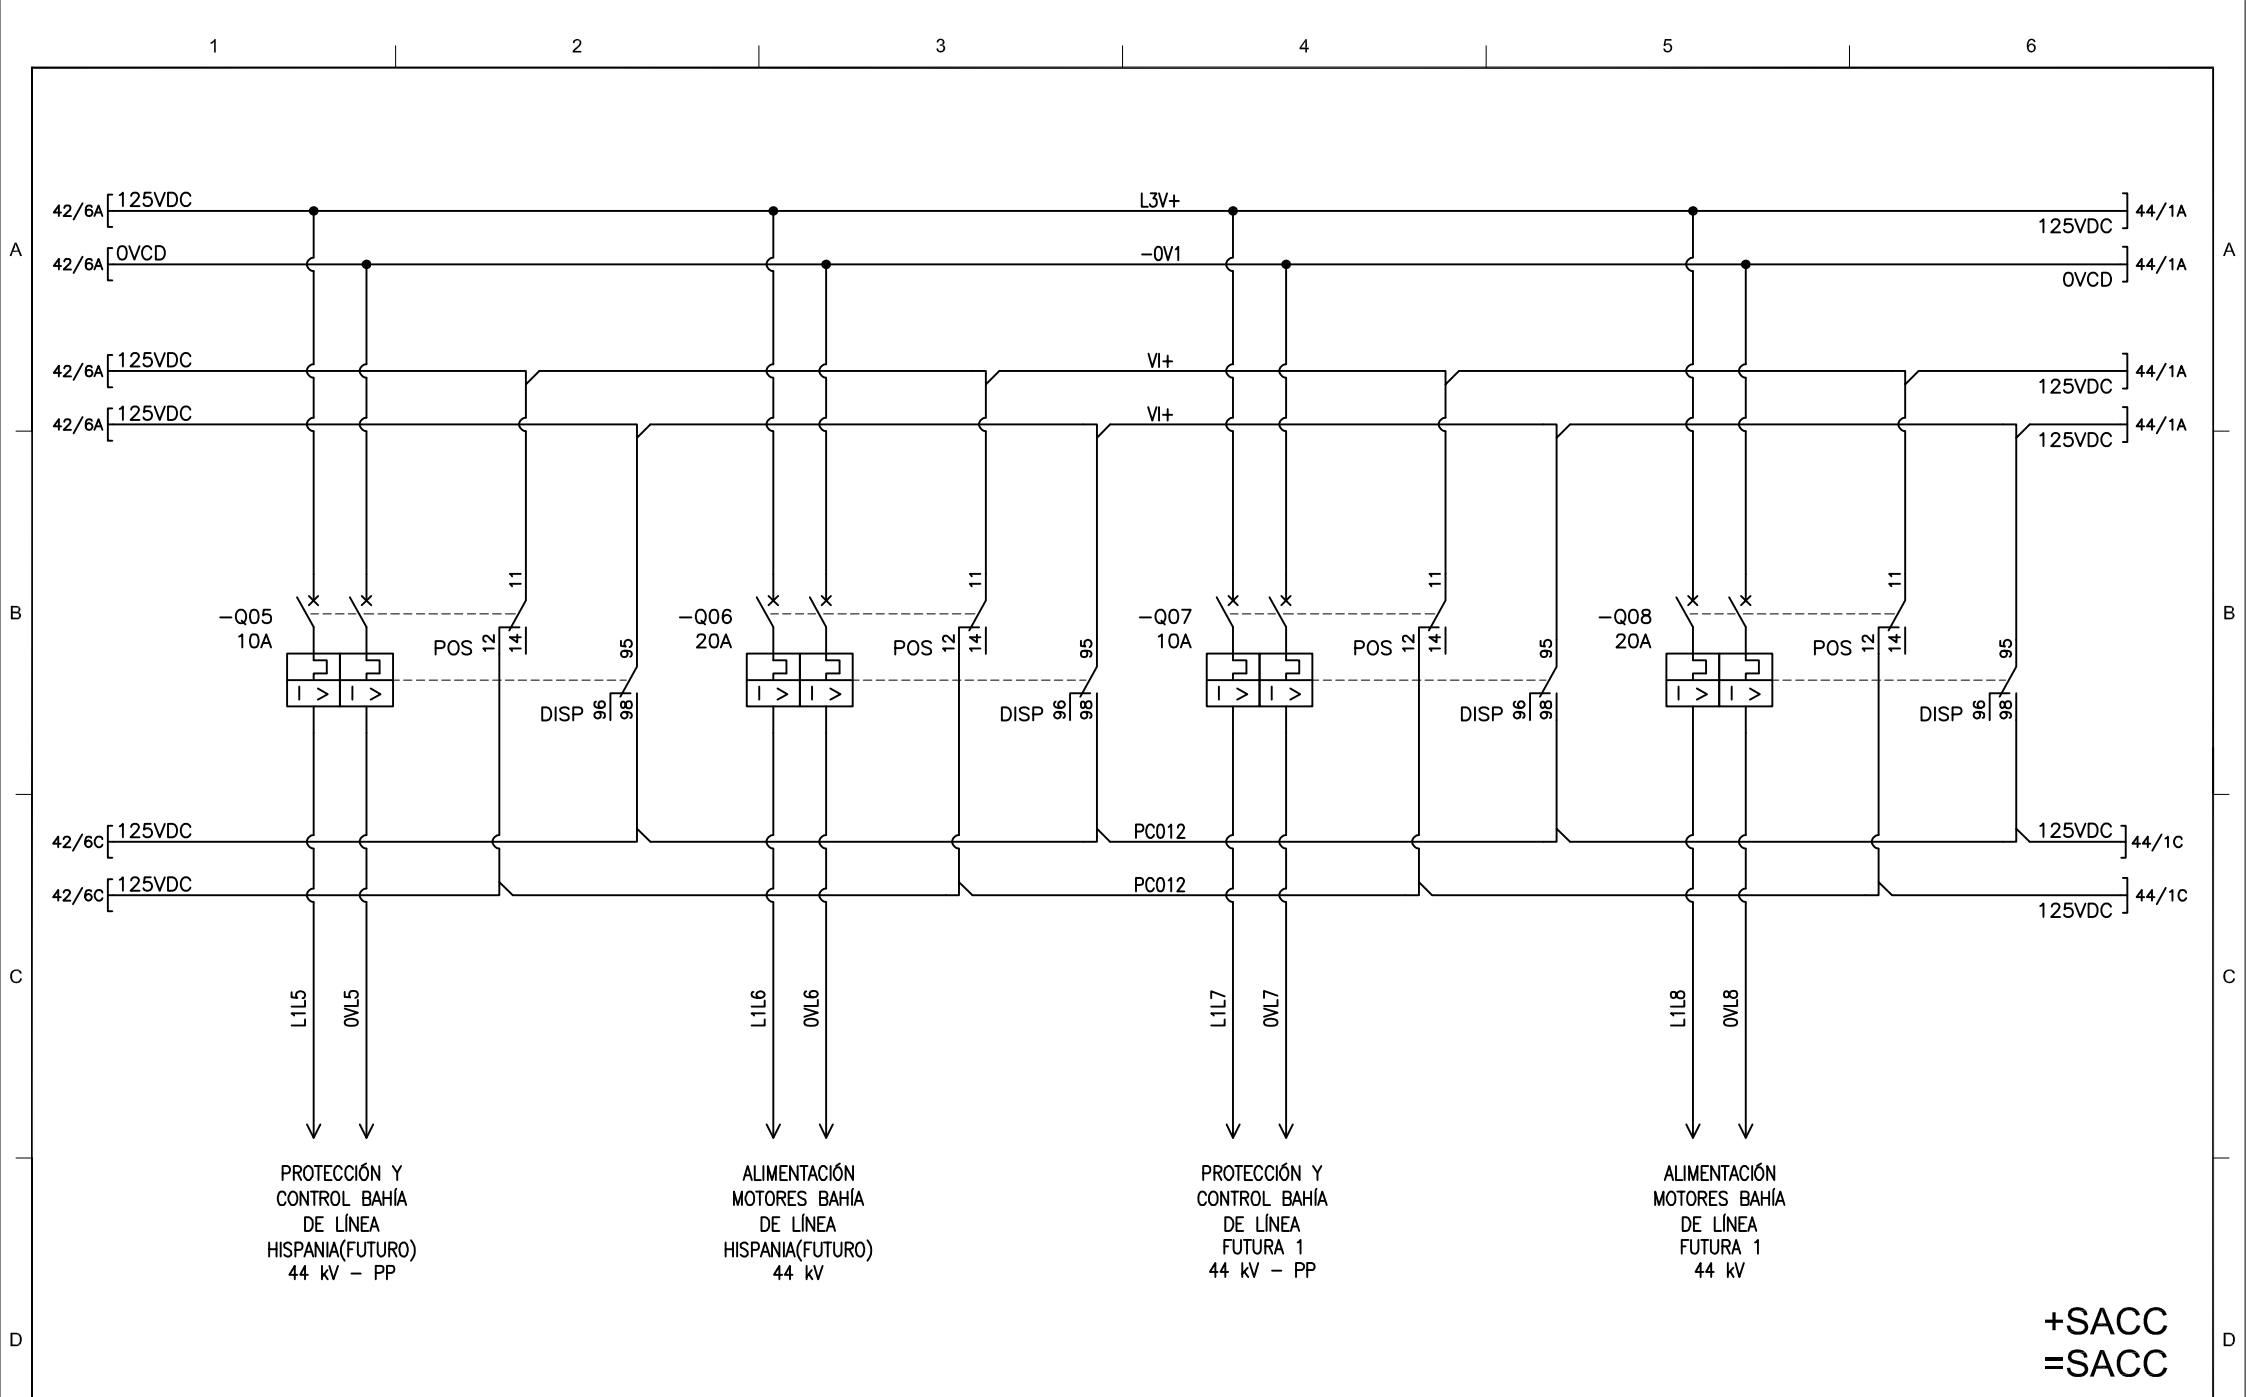 1 2 3 4 5 6
42/6A 125VDC L3V+ 125VDC 44/1A
A 42/6A 0VCD -0V1 0VCD 44/1A A
42/6A 125VDC VI+ 125VDC 44/1A
42/6A 125VDC VI+ 125VDC 44/1A
11 11 11 11
B B
-Q05 -Q06 -Q07 -Q08
10A 20A 10A 20A
POS 12 14 95 POS 12 14 95 POS 12 14 95 POS 12 14 95
I > I > I > I > I > I > I > I >
DISP 96 98 DISP 96 98 DISP 96 98 DISP 96 98
42/6C 125VDC PC012 125VDC 44/1C
42/6C 125VDC PC012 125VDC 44/1C
C C
L1L5 0VL5 L1L6 0VL6 L1L7 0VL7 L1L8 0VL8
PROTECCIÓN Y
CONTROL BAHÍA
DE LÍNEA
HISPANIA(FUTURO)
44 kV - PP
ALIMENTACIÓN
MOTORES BAHÍA
DE LÍNEA
HISPANIA(FUTURO)
44 kV
PROTECCIÓN Y
CONTROL BAHÍA
DE LÍNEA
FUTURA 1
44 kV - PP
ALIMENTACIÓN
MOTORES BAHÍA
DE LÍNEA
FUTURA 1
44 kV
+SACC
=SACC
D D